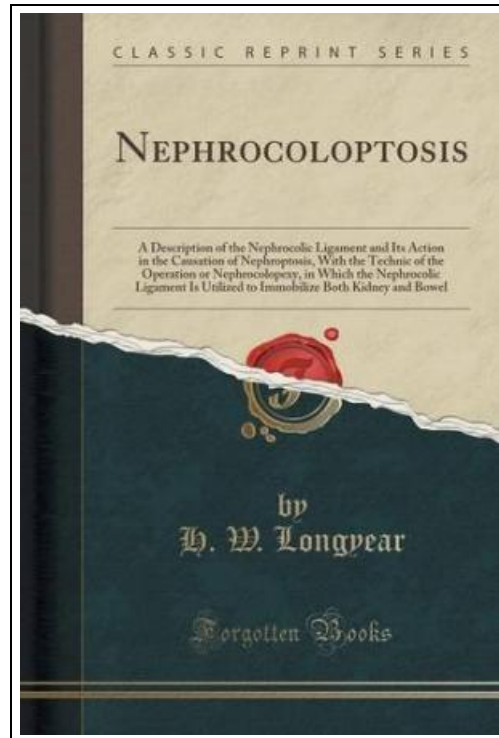 CLASSIC REPRINT SERIES
NEPHROCOLOPTOSIS
A Description of the Nephrocolic Ligament and Its Action
in the Causation of Nephroptosis, With the Technic of the
Operation or Nephrocolopexy, in Which the Nephrocolic
Ligament Is Utilized to Immobilize Both Kidney and Bowel
by
H. W. Longyear
Forgotten Books